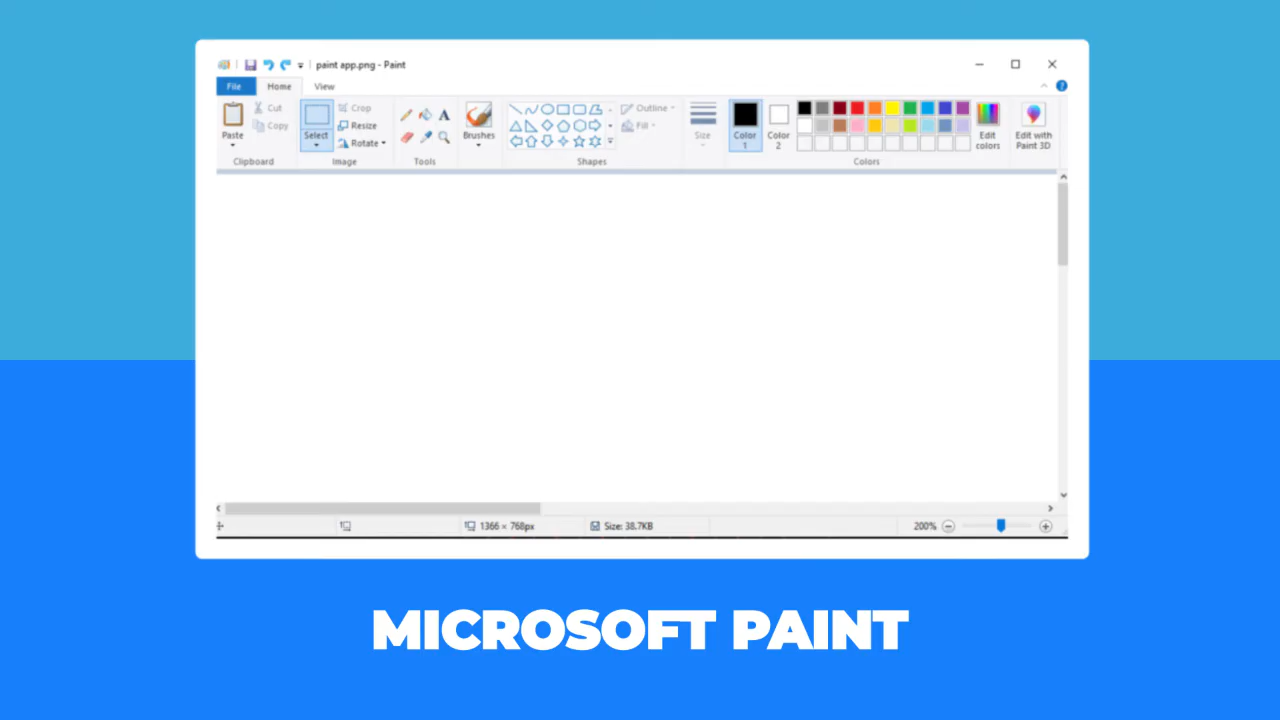 paint app.png - Paint
File Home View
Cut
Copy
Paste
Clipboard
Select
Crop
Resize
Rotate
Image
A
Tools
Brushes
Outline
Fill
Shapes
Size
Color 1
Color 2
Edit colors
Colors
Edit with Paint 3D
1366 × 768px
Size: 38.7KB
200%
MICROSOFT PAINT